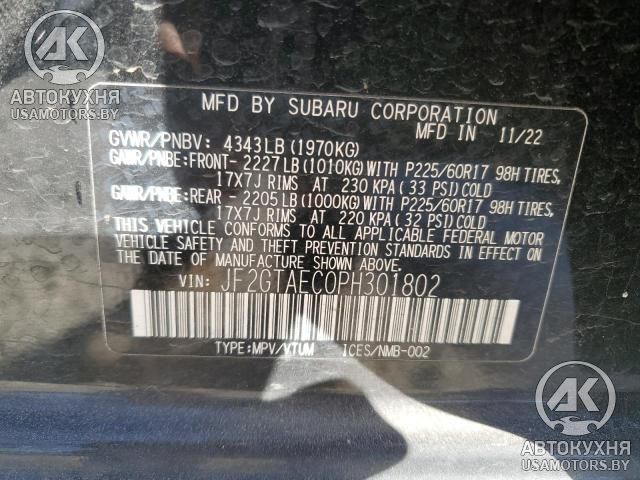 AK
АВТОКУХНЯ
USAMOTORS.BY
MFD BY SUBARU CORPORATION
GVWR/PNBV: 4343LB(1970KG) MFD IN 11/22
GAWR/PNBE:FRONT- 2227LB(1010KG)WITH P225/60R17 98H TIRES,
17X7J RIMS AT 230 KPA( 33 PSI)COLD
GAWR/PNBE:REAR - 2205LB(1000KG)WITH P225/60R17 98H TIRES,
17X7J RIMS AT 220 KPA( 32 PSI)COLD
THIS VEHICLE CONFORMS TO ALL APPLICABLE FEDERAL MOTOR
VEHICLE SAFETY AND THEFT PREVENTION STANDARDS IN EFFECT ON
THE DATE OF MANUFACTURE SHOWN ABOVE.
VIN: JF2GTAEC0PH301802
TYPE:MPV/VTUM ICES/NMB-002
AK
АВТОКУХНЯ
USAMOTORS.BY